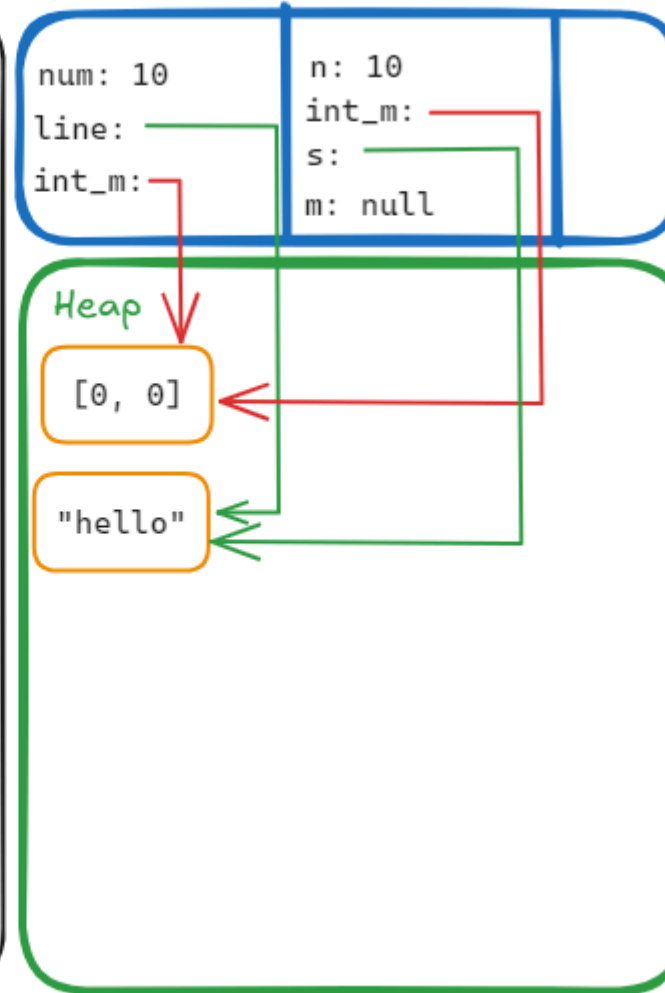 num: 10
line:
int_m:
n: 10
int_m:
s:
m: null
Heap
[0, 0]
"hello"